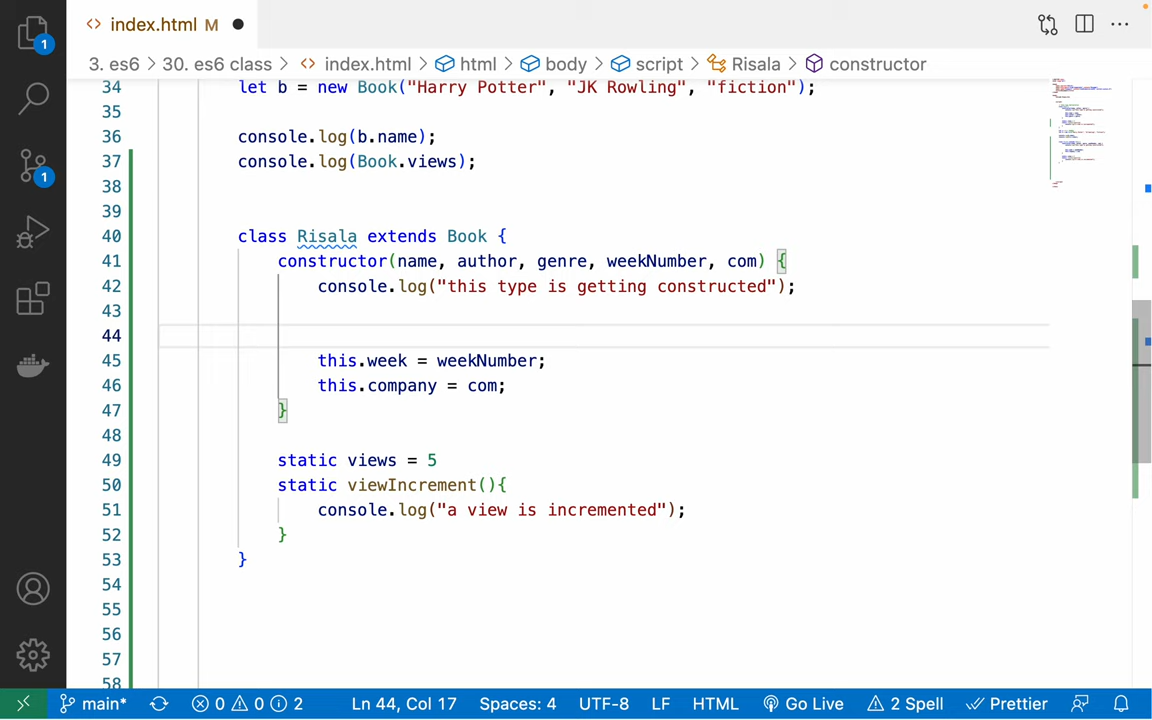 index.html M
3. es6 > 30. es6 class > index.html > html > body > script > Risala > constructor
34 let b = new Book("Harry Potter", "JK Rowling", "fiction");
35
36 console.log(b.name);
37 console.log(Book.views);
38
39
40 class Risala extends Book {
41 constructor(name, author, genre, weekNumber, com) {
42 console.log("this type is getting constructed");
43
44
45 this.week = weekNumber;
46 this.company = com;
47 }
48
49 static views = 5
50 static viewIncrement(){
51 console.log("a view is incremented");
52 }
53 }
54
55
56
57
58
1
1
main* 0 0 2 Ln 44, Col 17 Spaces: 4 UTF-8 LF HTML Go Live 2 Spell Prettier